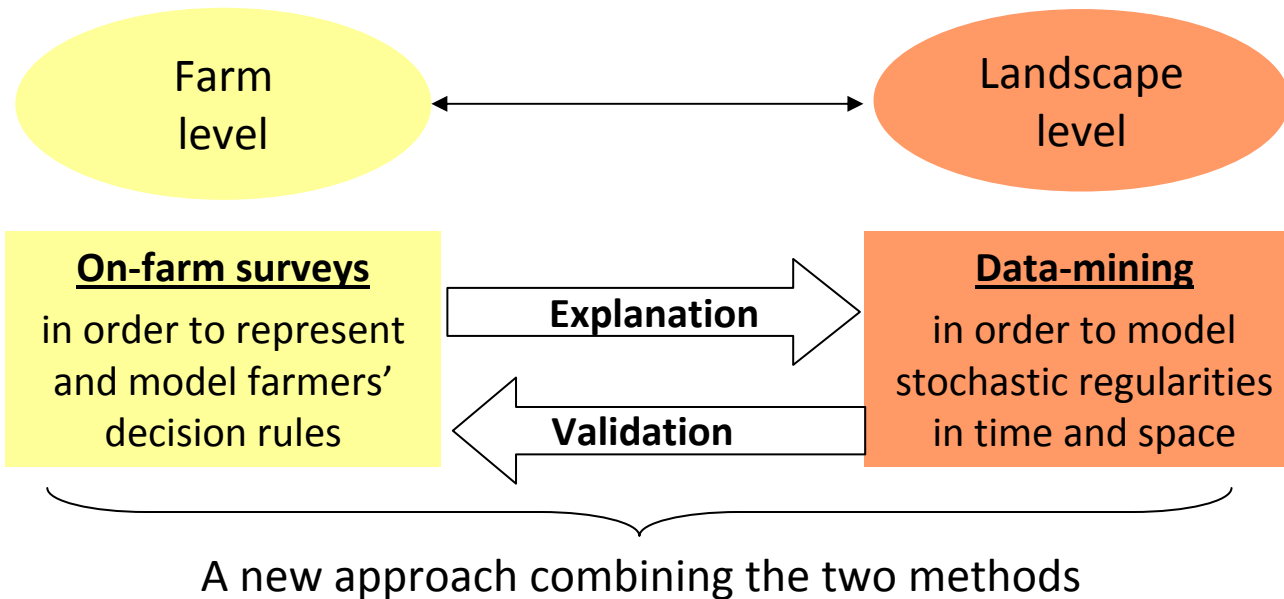 Farm
level
Landscape
level
On-farm surveys
in order to represent
and model farmers’
decision rules
Explanation
Validation
Data-mining
in order to model
stochastic regularities
in time and space
A new approach combining the two methods